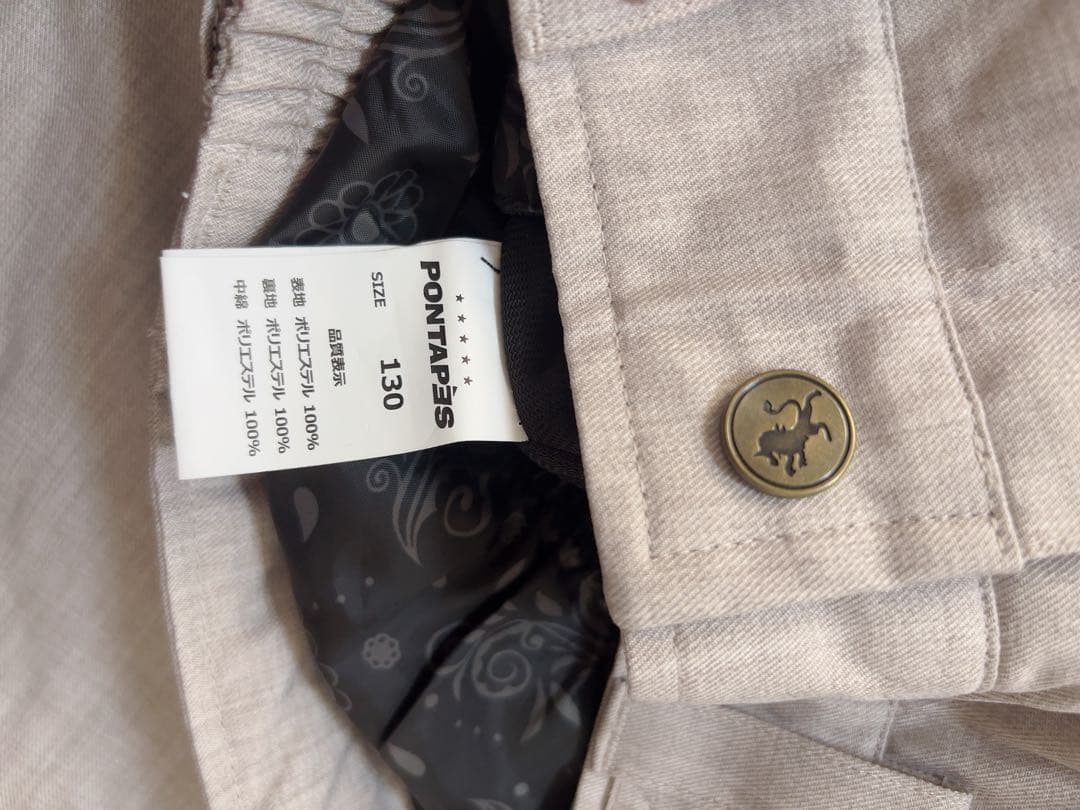 ★★★★★
PONTAPÉS
SIZE 130
品質表示
表地 ポリエステル 100%
裏地 ポリエステル 100%
中綿 ポリエステル 100%